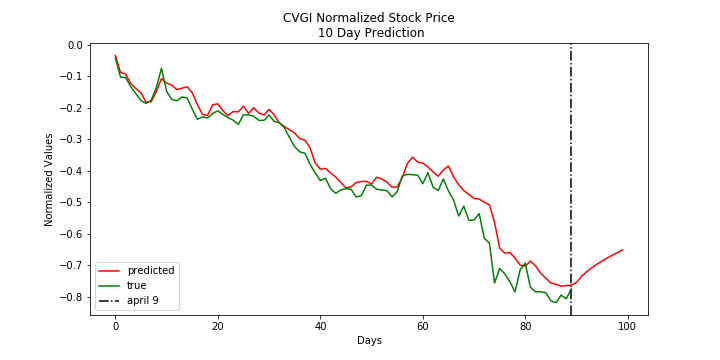 CVGI Normalized Stock Price
10 Day Prediction
Normalized Values
0.0
−0.1
−0.2
−0.3
−0.4
−0.5
−0.6
−0.7
−0.8
predicted
true
april 9
0 20 40 60 80 100
Days